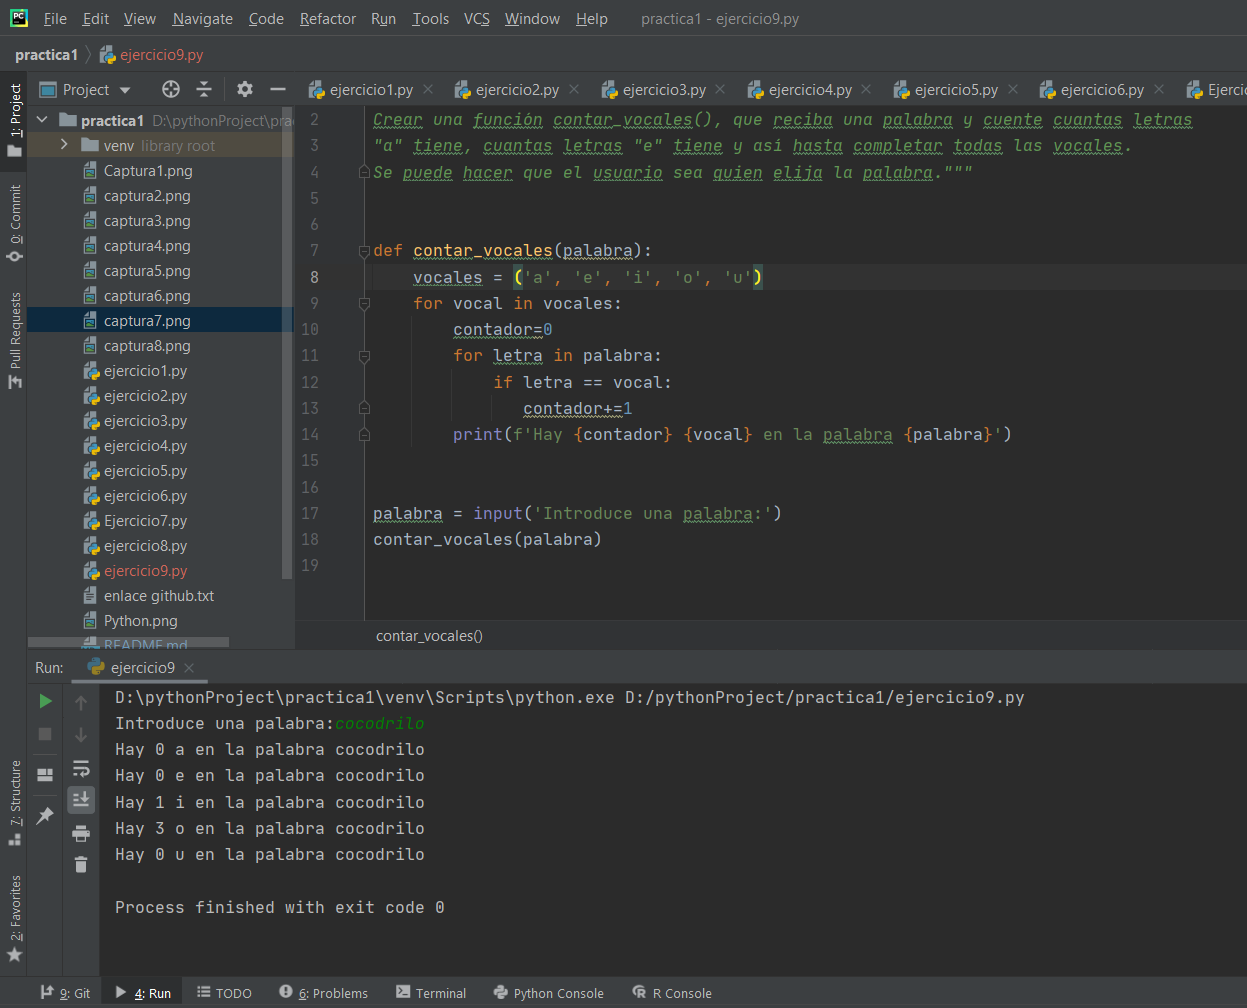 PC File Edit View Navigate Code Refactor Run Tools VCS Window Help practica1 - ejercicio9.py
practica1 ejercicio9.py
Project ejercicio1.py ejercicio2.py ejercicio3.py ejercicio4.py ejercicio5.py ejercicio6.py Ejercic
1: Project
0: Commit
Pull Requests
7: Structure
2: Favorites
practica1 D:\pythonProject\prac
venv library root
Captura1.png
captura2.png
captura3.png
captura4.png
captura5.png
captura6.png
captura7.png
captura8.png
ejercicio1.py
ejercicio2.py
ejercicio3.py
ejercicio4.py
ejercicio5.py
ejercicio6.py
Ejercicio7.py
ejercicio8.py
ejercicio9.py
enlace github.txt
Python.png
README.md
2 Crear una función contar_vocales(), que reciba una palabra y cuente cuantas letras
3 "a" tiene, cuantas letras "e" tiene y asi hasta completar todas las vocales.
4 Se puede hacer que el usuario sea quien elija la palabra."""
5
6
7 def contar_vocales(palabra):
8 vocales = ('a', 'e', 'i', 'o', 'u')
9 for vocal in vocales:
10 contador=0
11 for letra in palabra:
12 if letra == vocal:
13 contador+=1
14 print(f'Hay {contador} {vocal} en la palabra {palabra}')
15
16
17 palabra = input('Introduce una palabra:')
18 contar_vocales(palabra)
19
contar_vocales()
Run: ejercicio9
D:\pythonProject\practica1\venv\Scripts\python.exe D:/pythonProject/practica1/ejercicio9.py
Introduce una palabra:cocodrilo
Hay 0 a en la palabra cocodrilo
Hay 0 e en la palabra cocodrilo
Hay 1 i en la palabra cocodrilo
Hay 3 o en la palabra cocodrilo
Hay 0 u en la palabra cocodrilo
Process finished with exit code 0
9: Git 4: Run TODO 6: Problems Terminal Python Console R Console